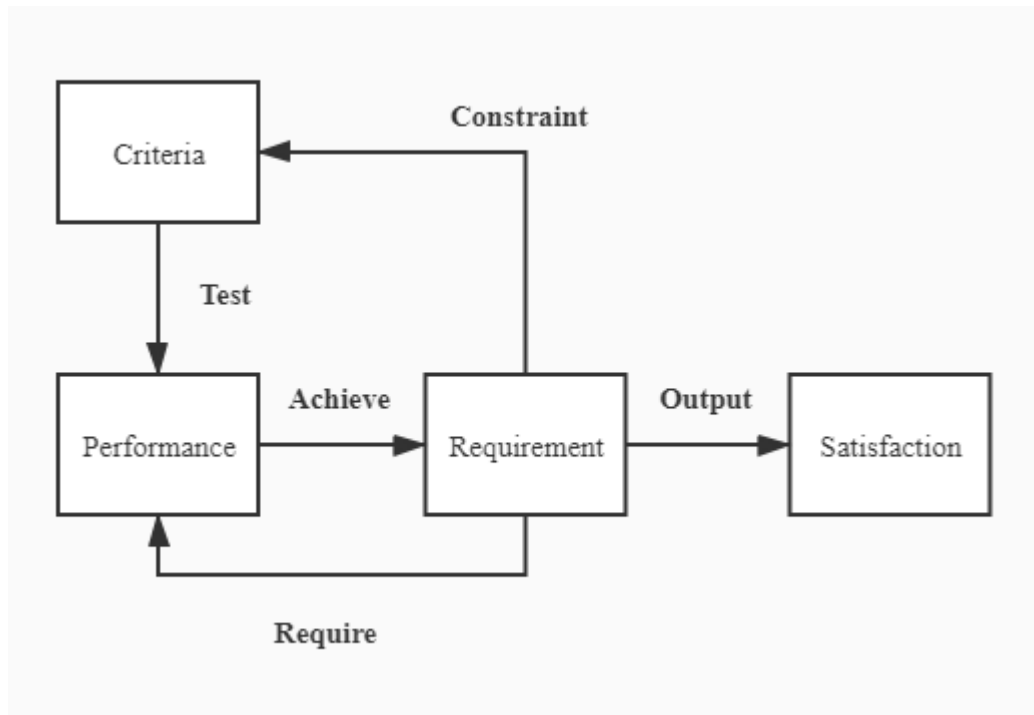 Constraint
Criteria
Test
Achieve
Output
Performance
Requirement
Satisfaction
Require